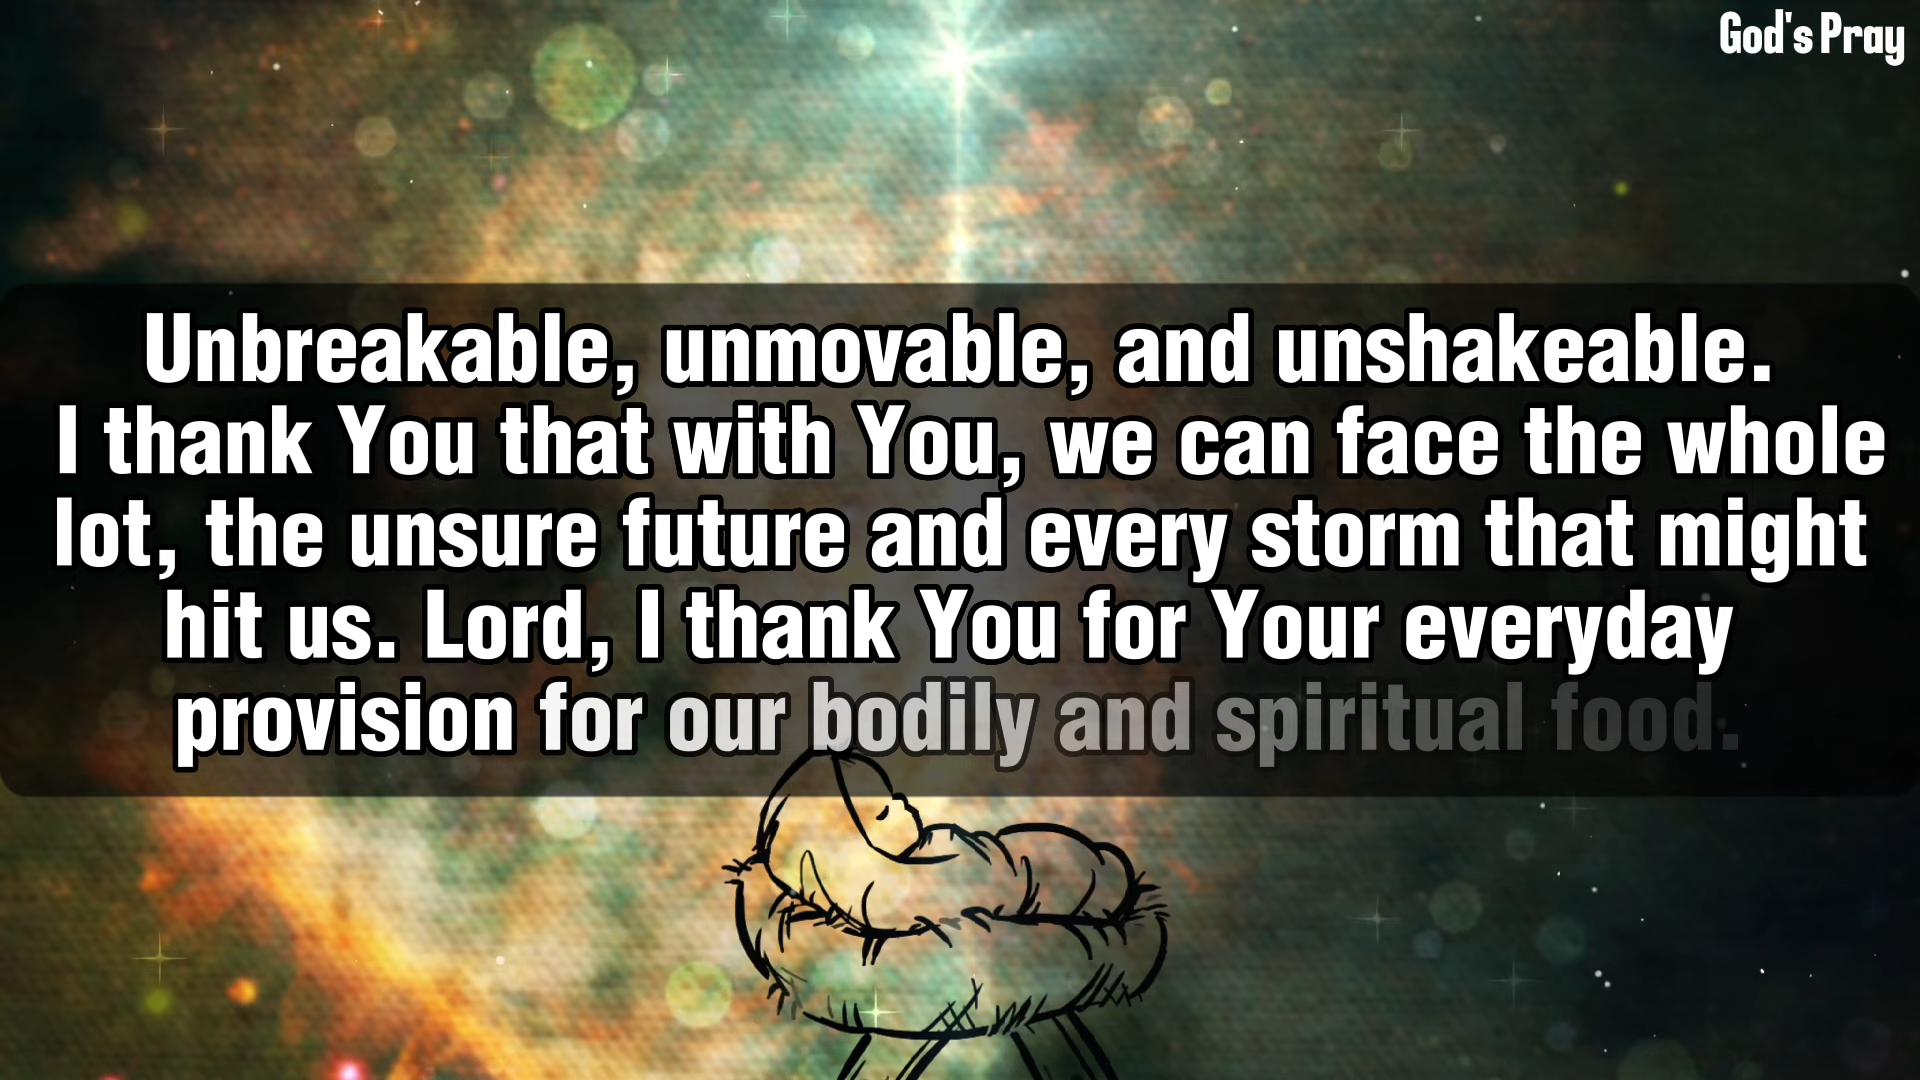 God's Pray
Unbreakable, unmovable, and unshakeable.
I thank You that with You, we can face the whole
lot, the unsure future and every storm that might
hit us. Lord, I thank You for Your everyday
provision for our bodily and spiritual food.